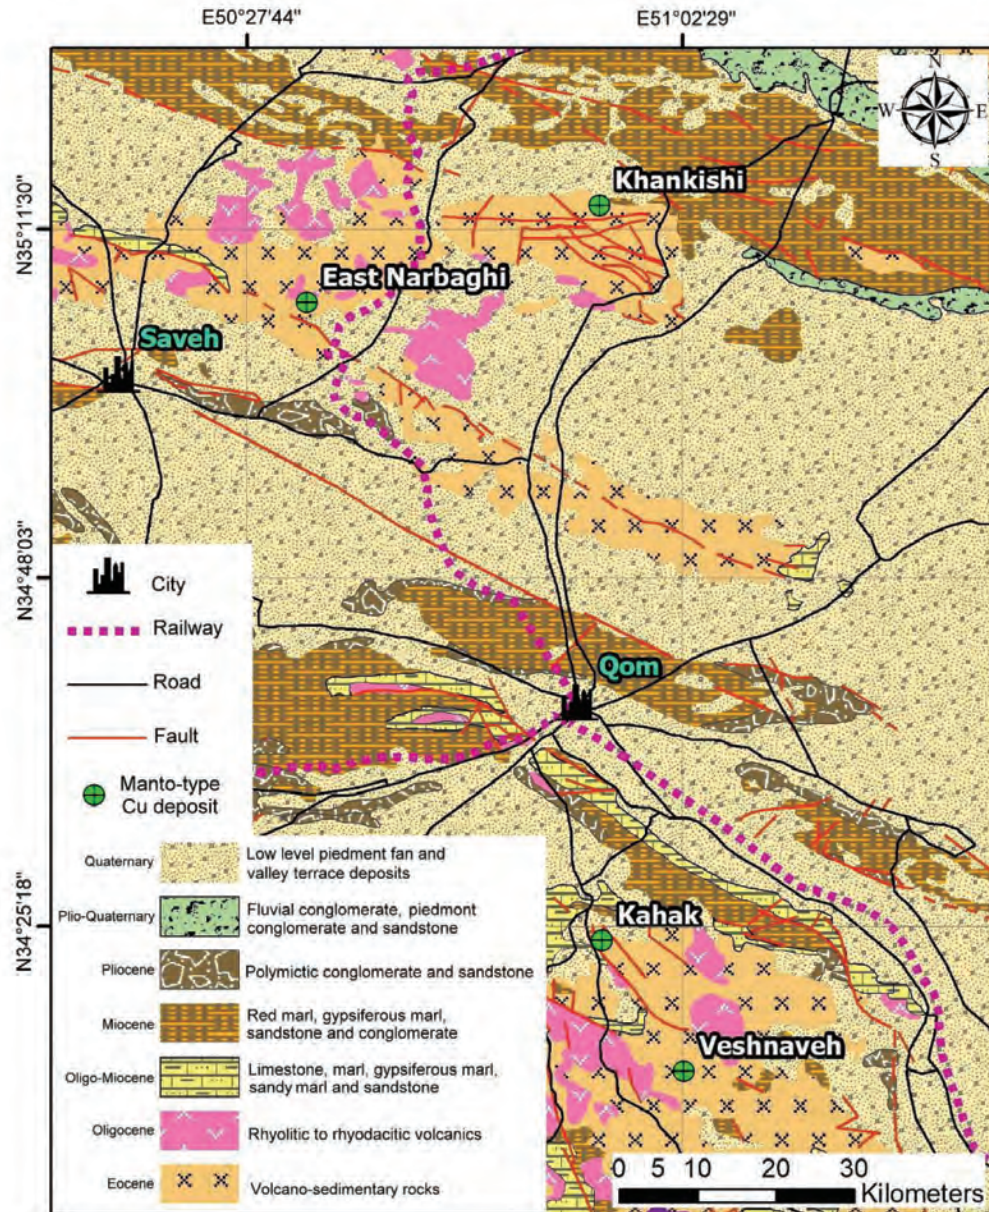 E50°27'44"
E51°02'29"
N
W
E
S
Khankishi
N35°11'30"
East Narbaghi
Saveh
N34°48'03"
City
Railway
Qom
Road
Fault
Manto-type
Cu deposit
Quaternary
Low level piedment fan and
valley terrace deposits
N34°25'18"
Plio-Quaternary
Fluvial conglomerate, piedmont
conglomerate and sandstone
Kahak
Pliocene
Polymictic conglomerate and sandstone
Miocene
Red marl, gypsiferous marl,
sandstone and conglomerate
Veshnaveh
Oligo-Miocene
Limestone, marl, gypsiferous marl,
sandy marl and sandstone
Oligocene
Rhyolitic to rhyodacitic volcanics
Eocene
Volcano-sedimentary rocks
0 5 10 20 30
Kilometers